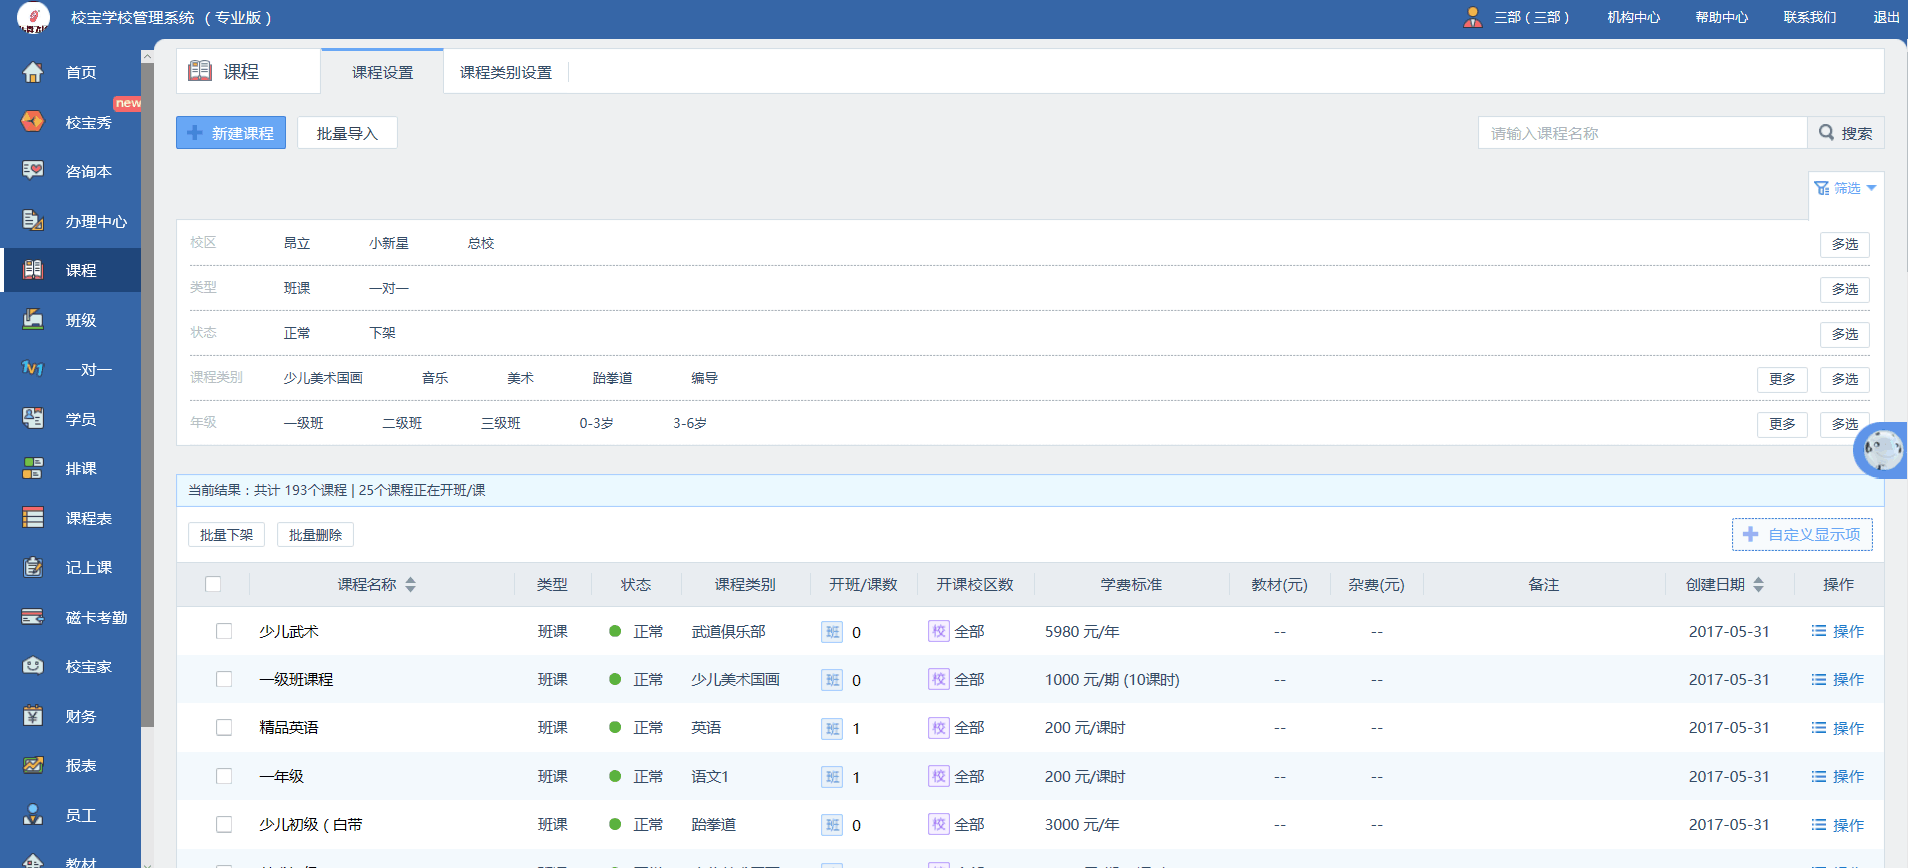 校宝学校管理系统 （专业版）
三部（三部） 机构中心 帮助中心 联系我们 退出
首页
new
校宝秀
咨询本
办理中心
课程
班级
一对一
学员
排课
课程表
记上课
磁卡考勤
校宝家
财务
报表
员工
教材
课程 课程设置 课程类别设置
新建课程 批量导入 请输入课程名称 搜索
筛选
校区 昂立 小新星 总校 多选
类型 班课 一对一 多选
状态 正常 下架 多选
课程类别 少儿美术国画 音乐 美术 跆拳道 编导 更多 多选
年级 一级班 二级班 三级班 0-3岁 3-6岁 更多 多选
当前结果：共计 193个课程 | 25个课程正在开班/课
批量下架 批量删除 自定义显示项
课程名称 类型 状态 课程类别 开班/课数 开课校区数 学费标准 教材(元) 杂费(元) 备注 创建日期 操作
少儿武术 班课 正常 武道俱乐部 班 0 校 全部 5980 元/年 -- -- 2017-05-31 操作
一级班课程 班课 正常 少儿美术国画 班 0 校 全部 1000 元/期 (10课时) -- -- 2017-05-31 操作
精品英语 班课 正常 英语 班 1 校 全部 200 元/课时 -- -- 2017-05-31 操作
一年级 班课 正常 语文1 班 1 校 全部 200 元/课时 -- -- 2017-05-31 操作
少儿初级（白带 班课 正常 跆拳道 班 0 校 全部 3000 元/年 -- -- 2017-05-31 操作